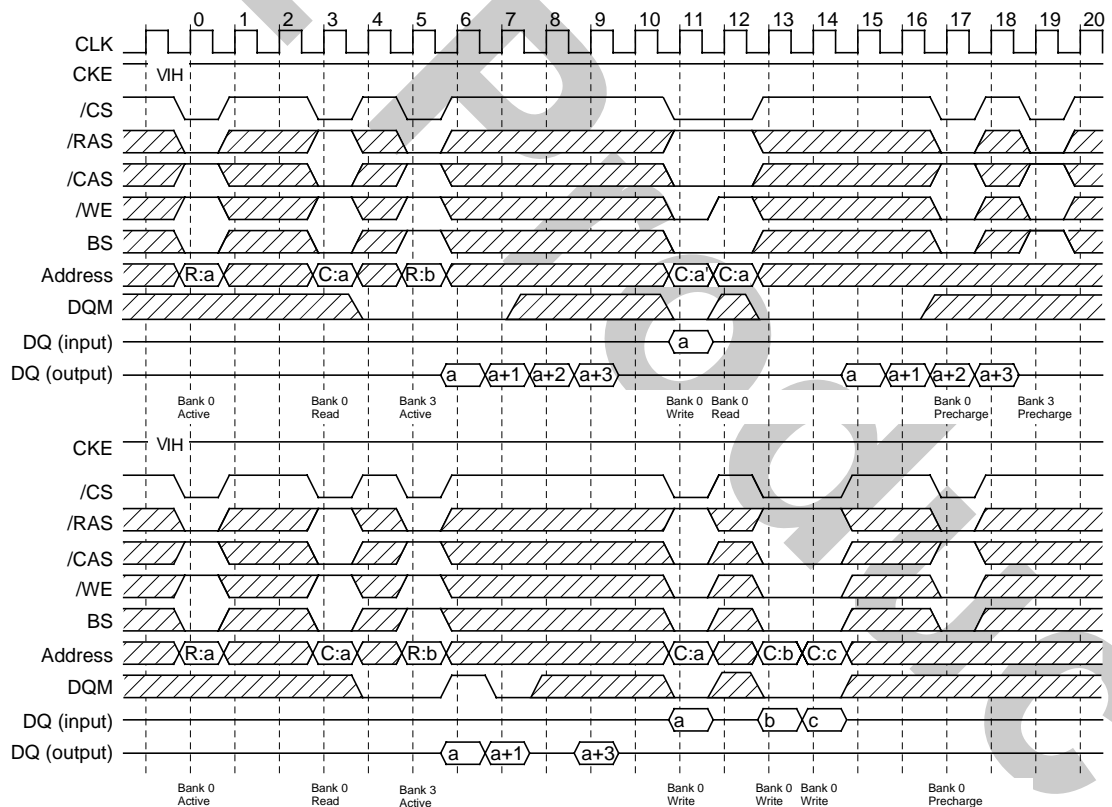 0 1 2 3 4 5 6 7 8 9 10 11 12 13 14 15 16 17 18 19 20
CLK
CKE VIH
/CS
/RAS
/CAS
/WE
BS
Address R:a C:a R:b C:a' C:a
DQM
DQ (input) a
DQ (output) a a+1 a+2 a+3 a a+1 a+2 a+3
Bank 0 Bank 0 Bank 3 Bank 0 Bank 0 Bank 0 Bank 3
Active Read Active Write Read Precharge Precharge
CKE VIH
/CS
/RAS
/CAS
/WE
BS
Address R:a C:a R:b C:a C:b C:c
DQM
DQ (input) a b c
DQ (output) a a+1 a+3
Bank 0 Bank 0 Bank 3 Bank 0 Bank 0 Bank 0 Bank 0
Active Read Active Write Write Write Precharge